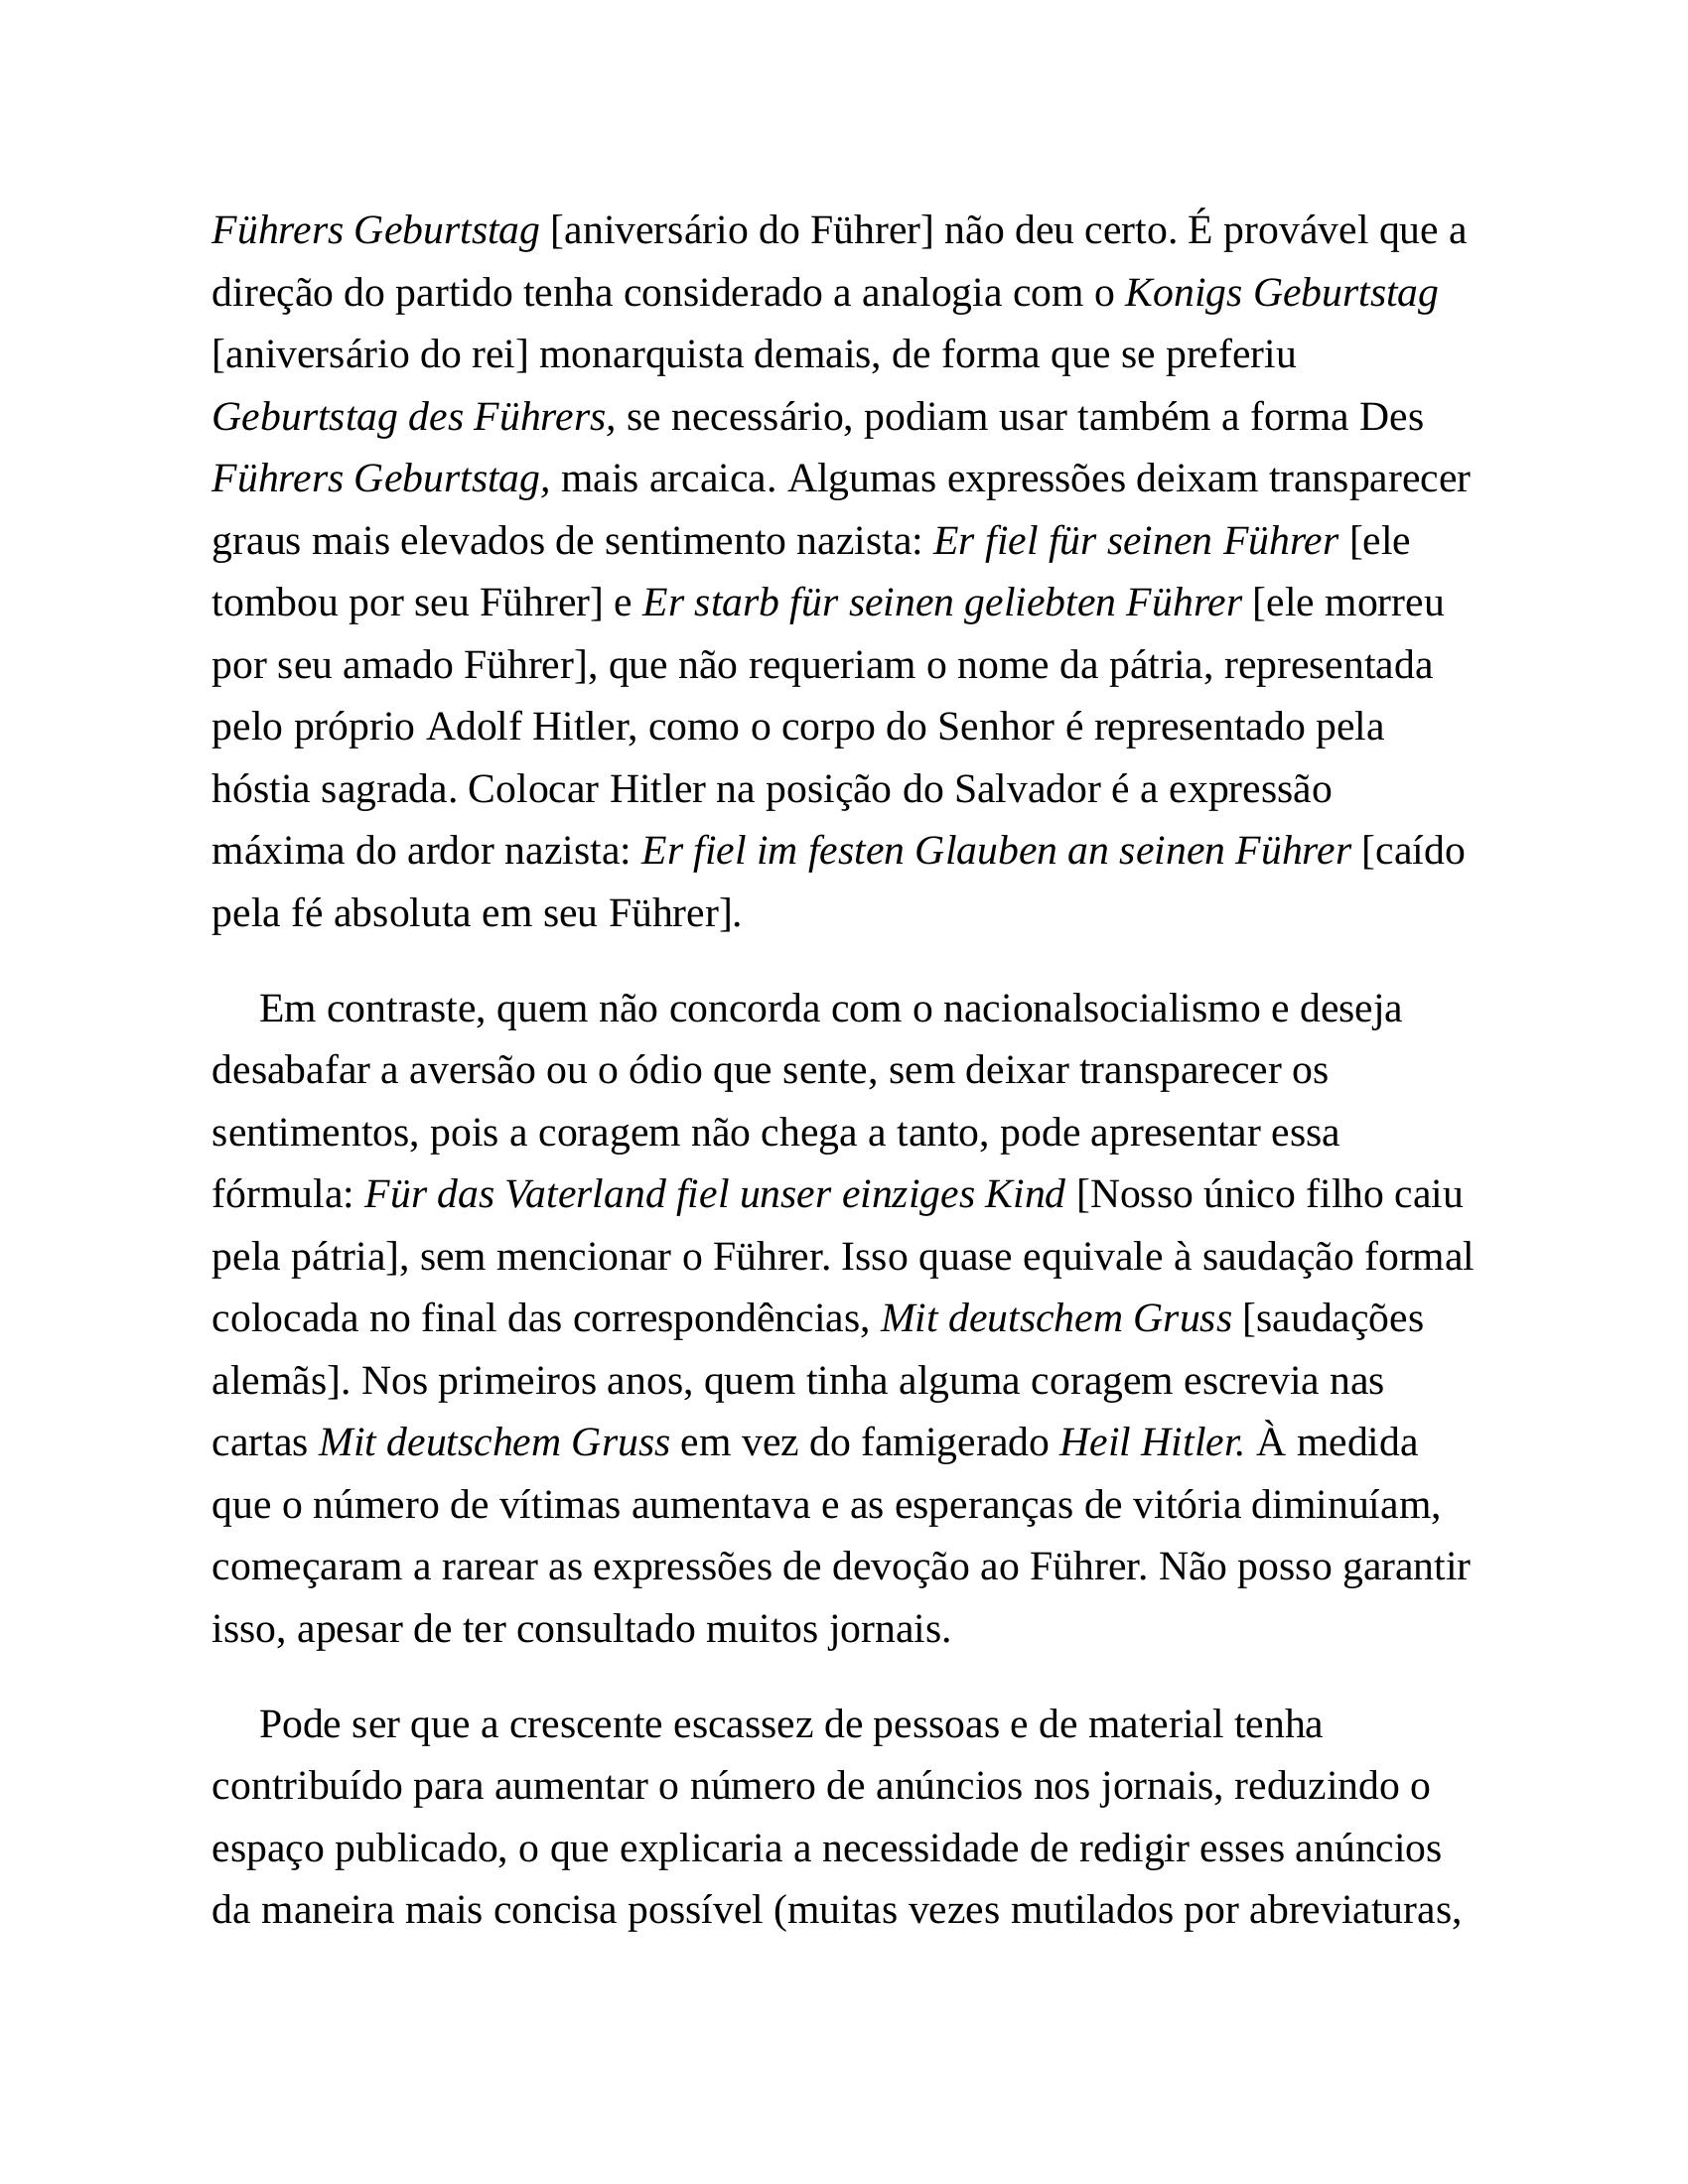 Führers Geburtstag [aniversário do Führer] não deu certo. É provável que a
direção do partido tenha considerado a analogia com o Konigs Geburtstag
[aniversário do rei] monarquista demais, de forma que se preferiu
Geburtstag des Führers, se necessário, podiam usar também a forma Des
Führers Geburtstag, mais arcaica. Algumas expressões deixam transparecer
graus mais elevados de sentimento nazista: Er fiel für seinen Führer [ele
tombou por seu Führer] e Er starb für seinen geliebten Führer [ele morreu
por seu amado Führer], que não requeriam o nome da pátria, representada
pelo próprio Adolf Hitler, como o corpo do Senhor é representado pela
hóstia sagrada. Colocar Hitler na posição do Salvador é a expressão
máxima do ardor nazista: Er fiel im festen Glauben an seinen Führer [caído
pela fé absoluta em seu Führer].
Em contraste, quem não concorda com o nacionalsocialismo e deseja
desabafar a aversão ou o ódio que sente, sem deixar transparecer os
sentimentos, pois a coragem não chega a tanto, pode apresentar essa
fórmula: Für das Vaterland fiel unser einziges Kind [Nosso único filho caiu
pela pátria], sem mencionar o Führer. Isso quase equivale à saudação formal
colocada no final das correspondências, Mit deutschem Gruss [saudações
alemãs]. Nos primeiros anos, quem tinha alguma coragem escrevia nas
cartas Mit deutschem Gruss em vez do famigerado Heil Hitler. À medida
que o número de vítimas aumentava e as esperanças de vitória diminuíam,
começaram a rarear as expressões de devoção ao Führer. Não posso garantir
isso, apesar de ter consultado muitos jornais.
Pode ser que a crescente escassez de pessoas e de material tenha
contribuído para aumentar o número de anúncios nos jornais, reduzindo o
espaço publicado, o que explicaria a necessidade de redigir esses anúncios
da maneira mais concisa possível (muitas vezes mutilados por abreviaturas,